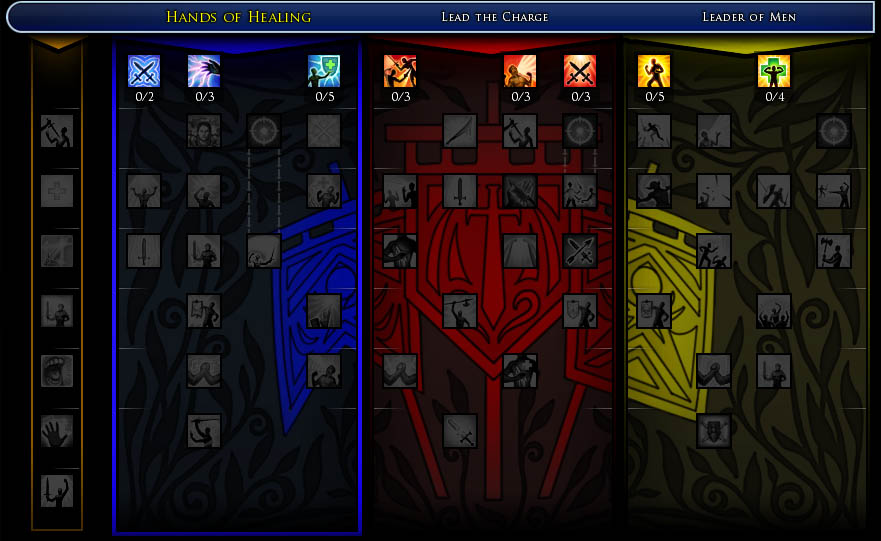 Hands of Healing
Lead the Charge
Leader of Men
0/2 0/3 0/5 0/3 0/3 0/3 0/5 0/4